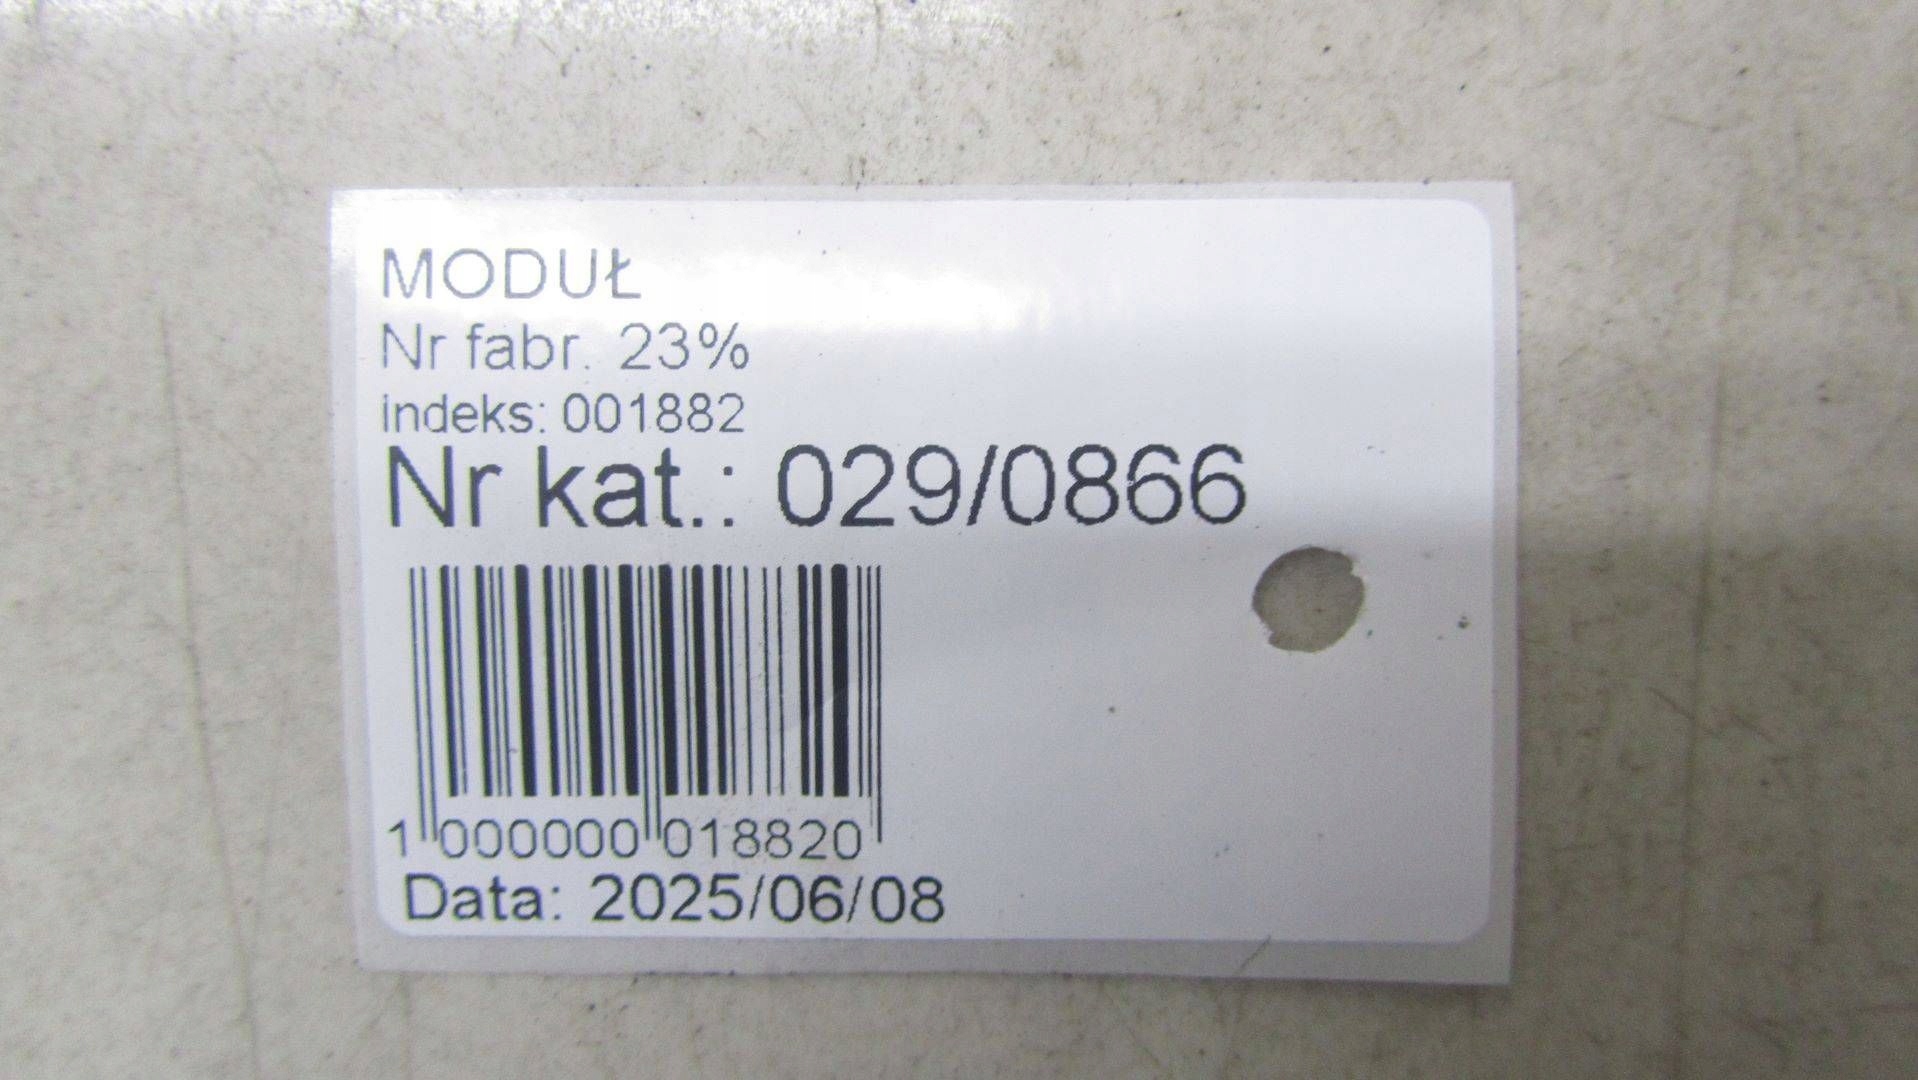 MODUŁ
Nr fabr. 23%
indeks: 001882
Nr kat.: 029/0866
1 000000 018820
Data: 2025/06/08